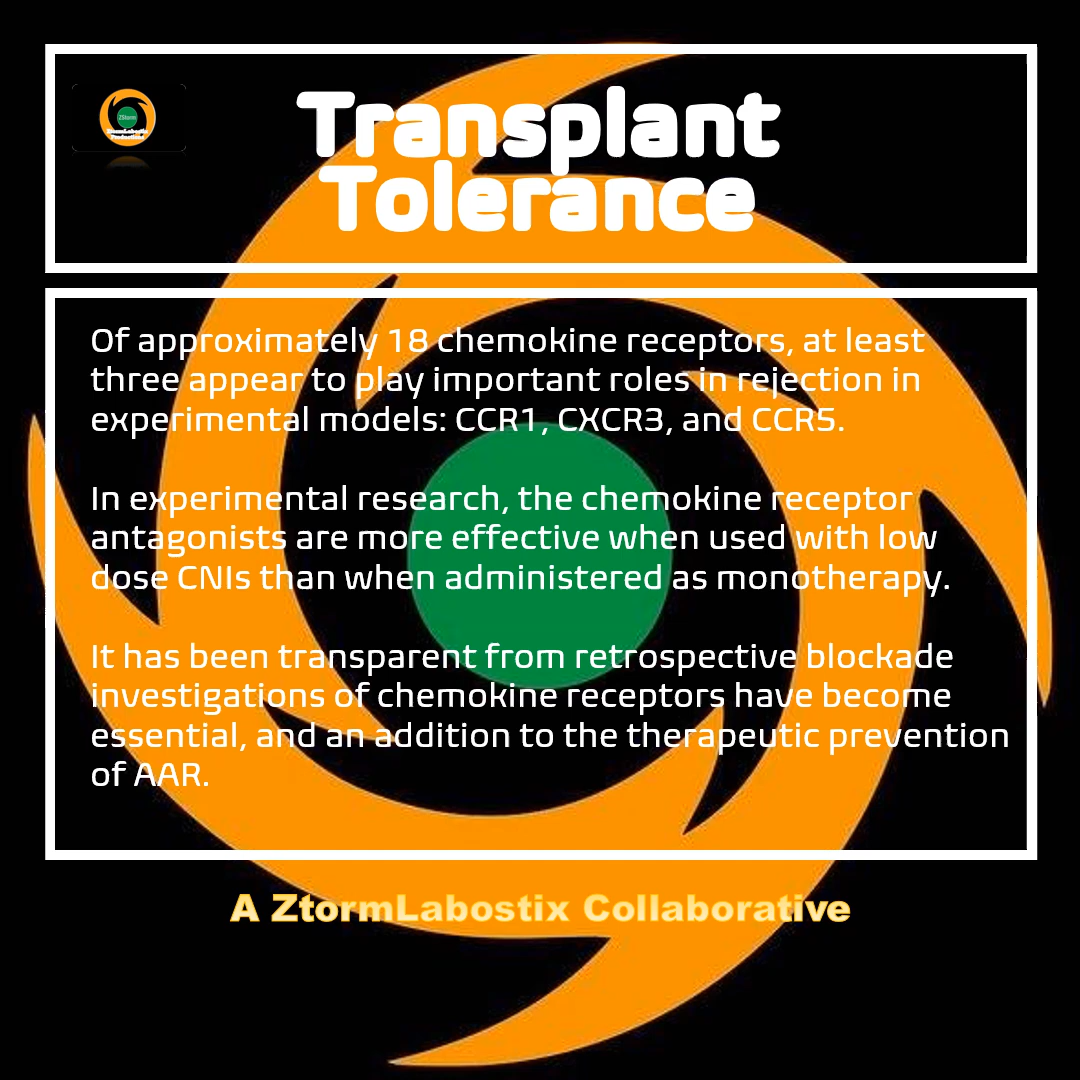 ZStorm
ZtormLabostix
Productions
Transplant
Tolerance
Of approximately 18 chemokine receptors, at least
three appear to play important roles in rejection in
experimental models: CCR1, CXCR3, and CCR5.
In experimental research, the chemokine receptor
antagonists are more effective when used with low
dose CNIs than when administered as monotherapy.
It has been transparent from retrospective blockade
investigations of chemokine receptors have become
essential, and an addition to the therapeutic prevention
of AAR.
A ZtormLabostix Collaborative